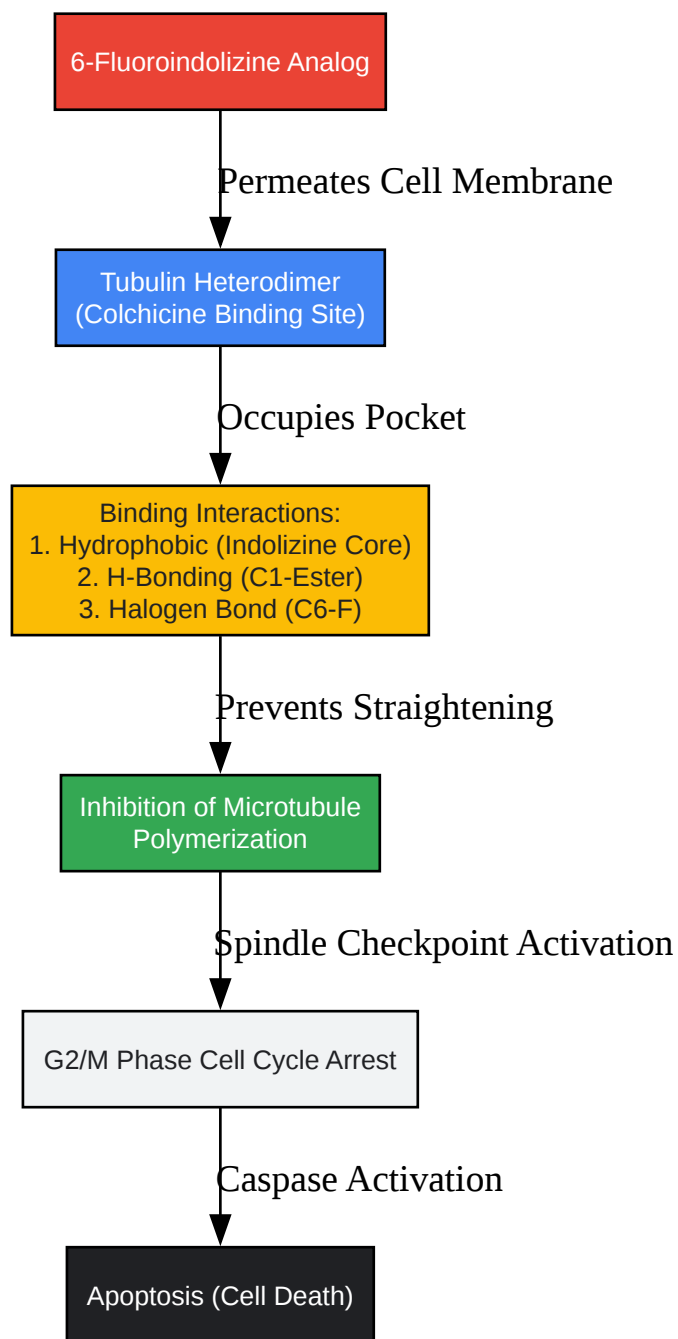 6-Fluoroindolizine Analog
Permeates Cell Membrane
Tubulin Heterodimer
(Colchicine Binding Site)
Occupies Pocket
Binding Interactions:
1. Hydrophobic (Indolizine Core)
2. H-Bonding (C1-Ester)
3. Halogen Bond (C6-F)
Prevents Straightening
Inhibition of Microtubule
Polymerization
Spindle Checkpoint Activation
G2/M Phase Cell Cycle Arrest
Caspase Activation
Apoptosis (Cell Death)